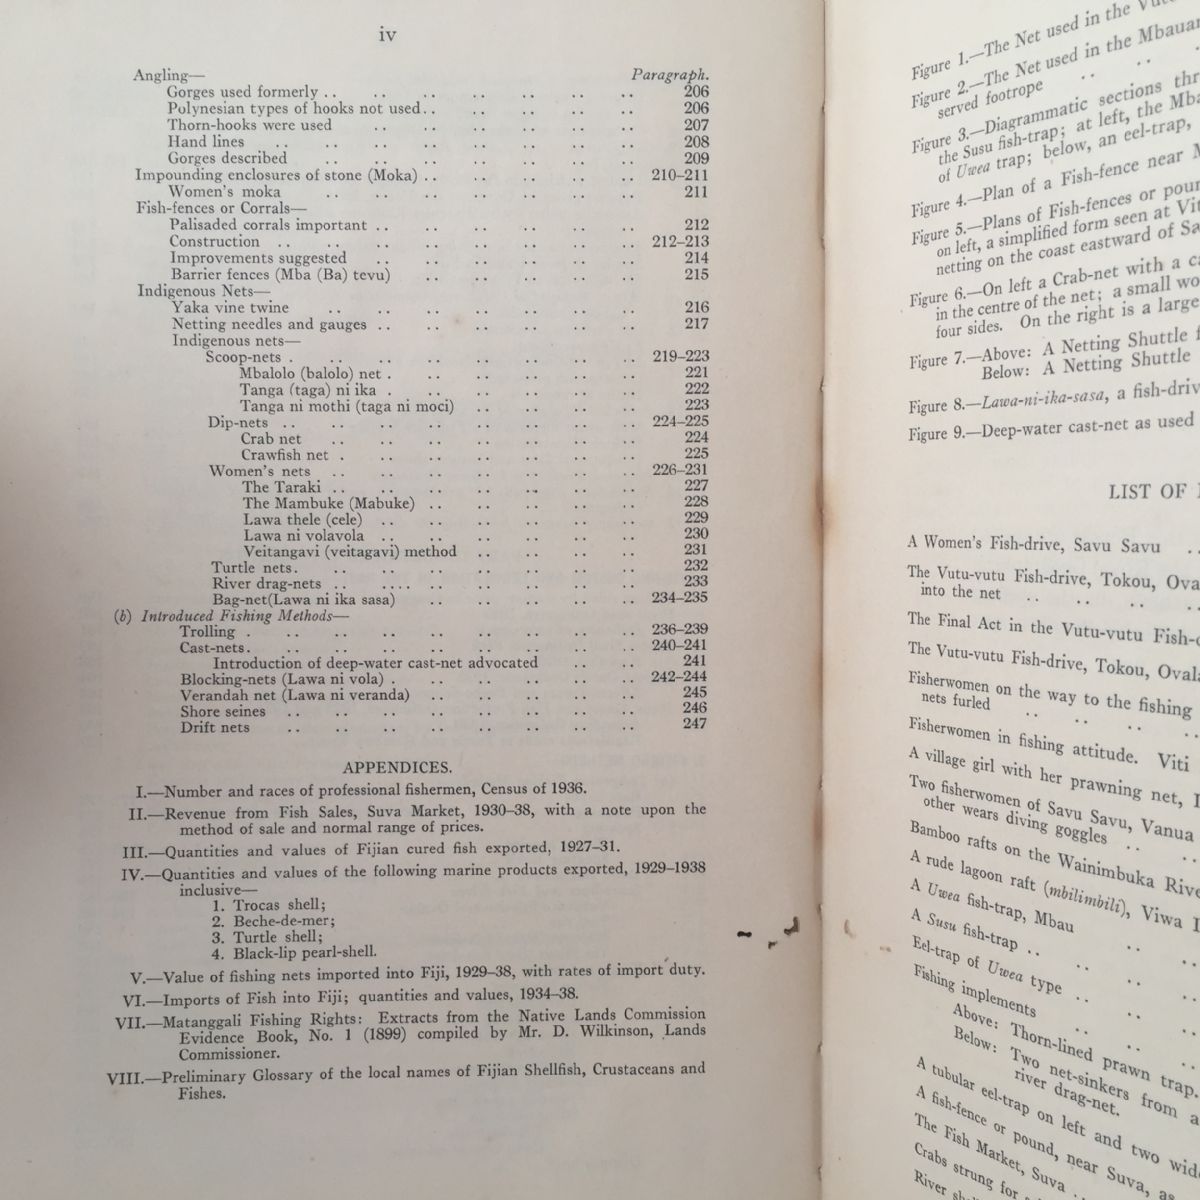 iv
Angling— Paragraph.
Gorges used formerly .. .. .. .. .. .. .. 206
Polynesian types of hooks not used.. .. .. .. .. 206
Thorn-hooks were used .. .. .. .. .. .. 207
Hand lines .. .. .. .. .. .. .. .. 208
Gorges described .. .. .. .. .. .. .. 209
Impounding enclosures of stone (Moka) .. .. .. .. .. 210–211
Women's moka .. .. .. .. .. .. .. 211
Fish-fences or Corrals—
Palisaded corrals important .. .. .. .. .. .. 212
Construction .. .. .. .. .. .. .. .. 212–213
Improvements suggested .. .. .. .. .. .. 214
Barrier fences (Mba (Ba) tevu) .. .. .. .. .. 215
Indigenous Nets—
Yaka vine twine .. .. .. .. .. .. .. 216
Netting needles and gauges .. .. .. .. .. .. 217
Indigenous nets—
Scoop-nets . .. .. .. .. .. .. .. 219–223
Mbalolo (balolo) net . .. .. .. .. .. 221
Tanga (taga) ni ika . .. .. .. .. .. 222
Tanga ni mothi (taga ni moci) .. .. .. .. 223
Dip-nets .. .. .. .. .. .. .. .. 224–225
Crab net .. .. .. .. .. .. .. 224
Crawfish net . .. .. .. .. .. .. 225
Women's nets .. .. .. .. .. .. .. 226–231
The Taraki .. .. .. .. .. .. .. 227
The Mambuke (Mabuke) .. .. .. .. .. 228
Lawa thele (cele) .. .. .. .. .. .. 229
Lawa ni volavola .. .. .. .. .. .. 230
Veitangavi (veitagavi) method .. .. .. .. 231
Turtle nets. .. .. .. .. .. .. .. 232
River drag-nets .. .... .. .. .. .. .. 233
Bag-net(Lawa ni ika sasa) .. .. .. .. .. 234–235
(b) Introduced Fishing Methods—
Trolling . .. .. .. .. .. .. .. .. 236–239
Cast-nets. .. .. .. .. .. .. .. .. 240–241
Introduction of deep-water cast-net advocated .. .. 241
Blocking-nets (Lawa ni vola) . .. .. .. .. .. 242–244
Verandah net (Lawa ni veranda) .. .. .. .. .. 245
Shore seines .. .. .. .. .. .. .. .. 246
Drift nets .. .. .. .. .. .. .. .. 247
APPENDICES.
I.—Number and races of professional fishermen, Census of 1936.
II.—Revenue from Fish Sales, Suva Market, 1930–38, with a note upon the
method of sale and normal range of prices.
III.—Quantities and values of Fijian cured fish exported, 1927–31.
IV.—Quantities and values of the following marine products exported, 1929–1938
inclusive—
1. Trocas shell;
2. Beche-de-mer;
3. Turtle shell;
4. Black-lip pearl-shell.
V.—Value of fishing nets imported into Fiji, 1929–38, with rates of import duty.
VI.—Imports of Fish into Fiji; quantities and values, 1934–38.
VII.—Matanggali Fishing Rights: Extracts from the Native Lands Commission
Evidence Book, No. 1 (1899) compiled by Mr. D. Wilkinson, Lands
Commissioner.
VIII.—Preliminary Glossary of the local names of Fijian Shellfish, Crustaceans and
Fishes.
Figure 1.—The Net used in the
Figure 2.—The Net used in the
served footrope .. ..
Figure 3.—Diagrammatic sections
the Susu fish-trap; at left, the
of Uwea trap; below, an eel-trap,
Figure 4.—Plan of a Fish-fence near
Figure 5.—Plans of Fish-fences or
on left, a simplified form seen at
netting on the coast eastward of
Figure 6.—On left a Crab-net with a
in the centre of the net; a small
four sides. On the right is a large
Figure 7.—Above: A Netting Shuttle
Below: A Netting Shuttle
Figure 8.—Lawa-ni-ika-sasa, a
Figure 9.—Deep-water cast-net as used
LIST OF
A Women's Fish-drive, Savu Savu ..
The Vutu-vutu Fish-drive, Tokou,
into the net .. .. .. ..
The Final Act in the Vutu-vutu
The Vutu-vutu Fish-drive, Tokou,
Fisherwomen on the way to the fishing
nets furled .. .. .. ..
Fisherwomen in fishing attitude. Viti
A village girl with her prawning net,
Two fisherwomen of Savu Savu, Vanua
other wears diving goggles .. ..
Bamboo rafts on the Wainimbuka
A rude lagoon raft (mbilimbili), Viwa
A Uwea fish-trap, Mbau .. ..
A Susu fish-trap .. .. .. ..
Eel-trap of Uwea type .. .. ..
Fishing implements .. .. ..
Above: Thorn-lined prawn trap.
Below: Two net-sinkers from a
river drag-net.
A tubular eel-trap on left and two
A fish-fence or pound, near Suva, as
The Fish Market, Suva ..
Crabs strung for
River